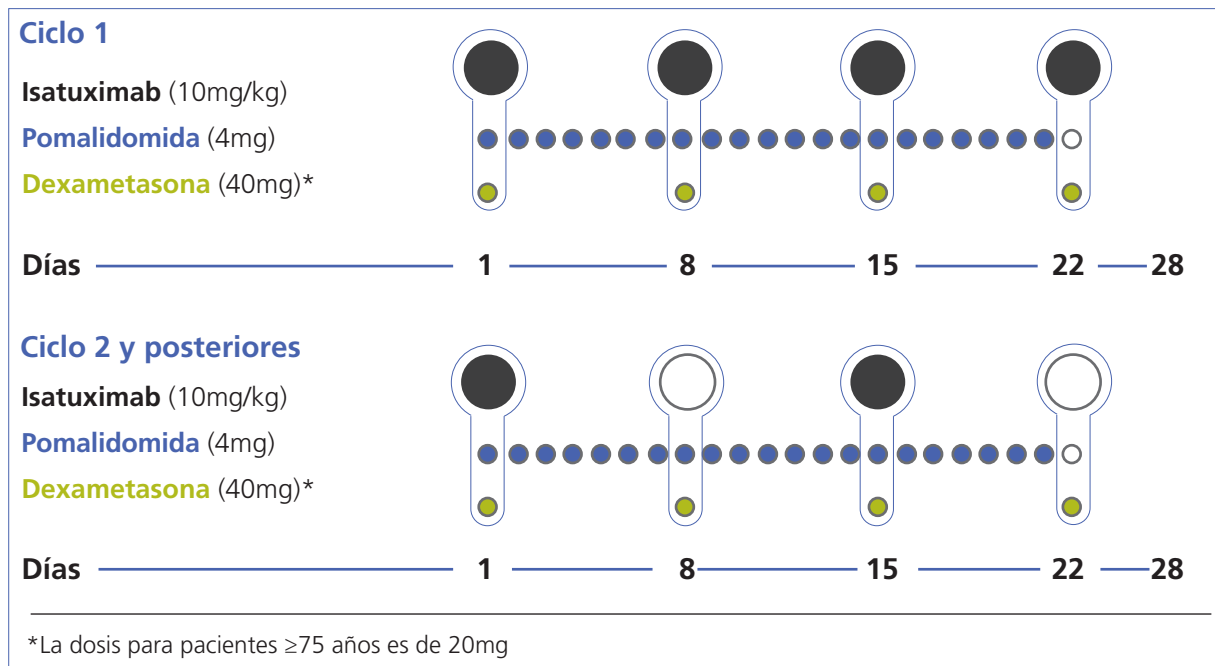 Ciclo 1
Isatuximab (10mg/kg)
Pomalidomida (4mg)
Dexametasona (40mg)*
Días 1 8 15 22 28
Ciclo 2 y posteriores
Isatuximab (10mg/kg)
Pomalidomida (4mg)
Dexametasona (40mg)*
Días 1 8 15 22 28
*La dosis para pacientes ≥75 años es de 20mg